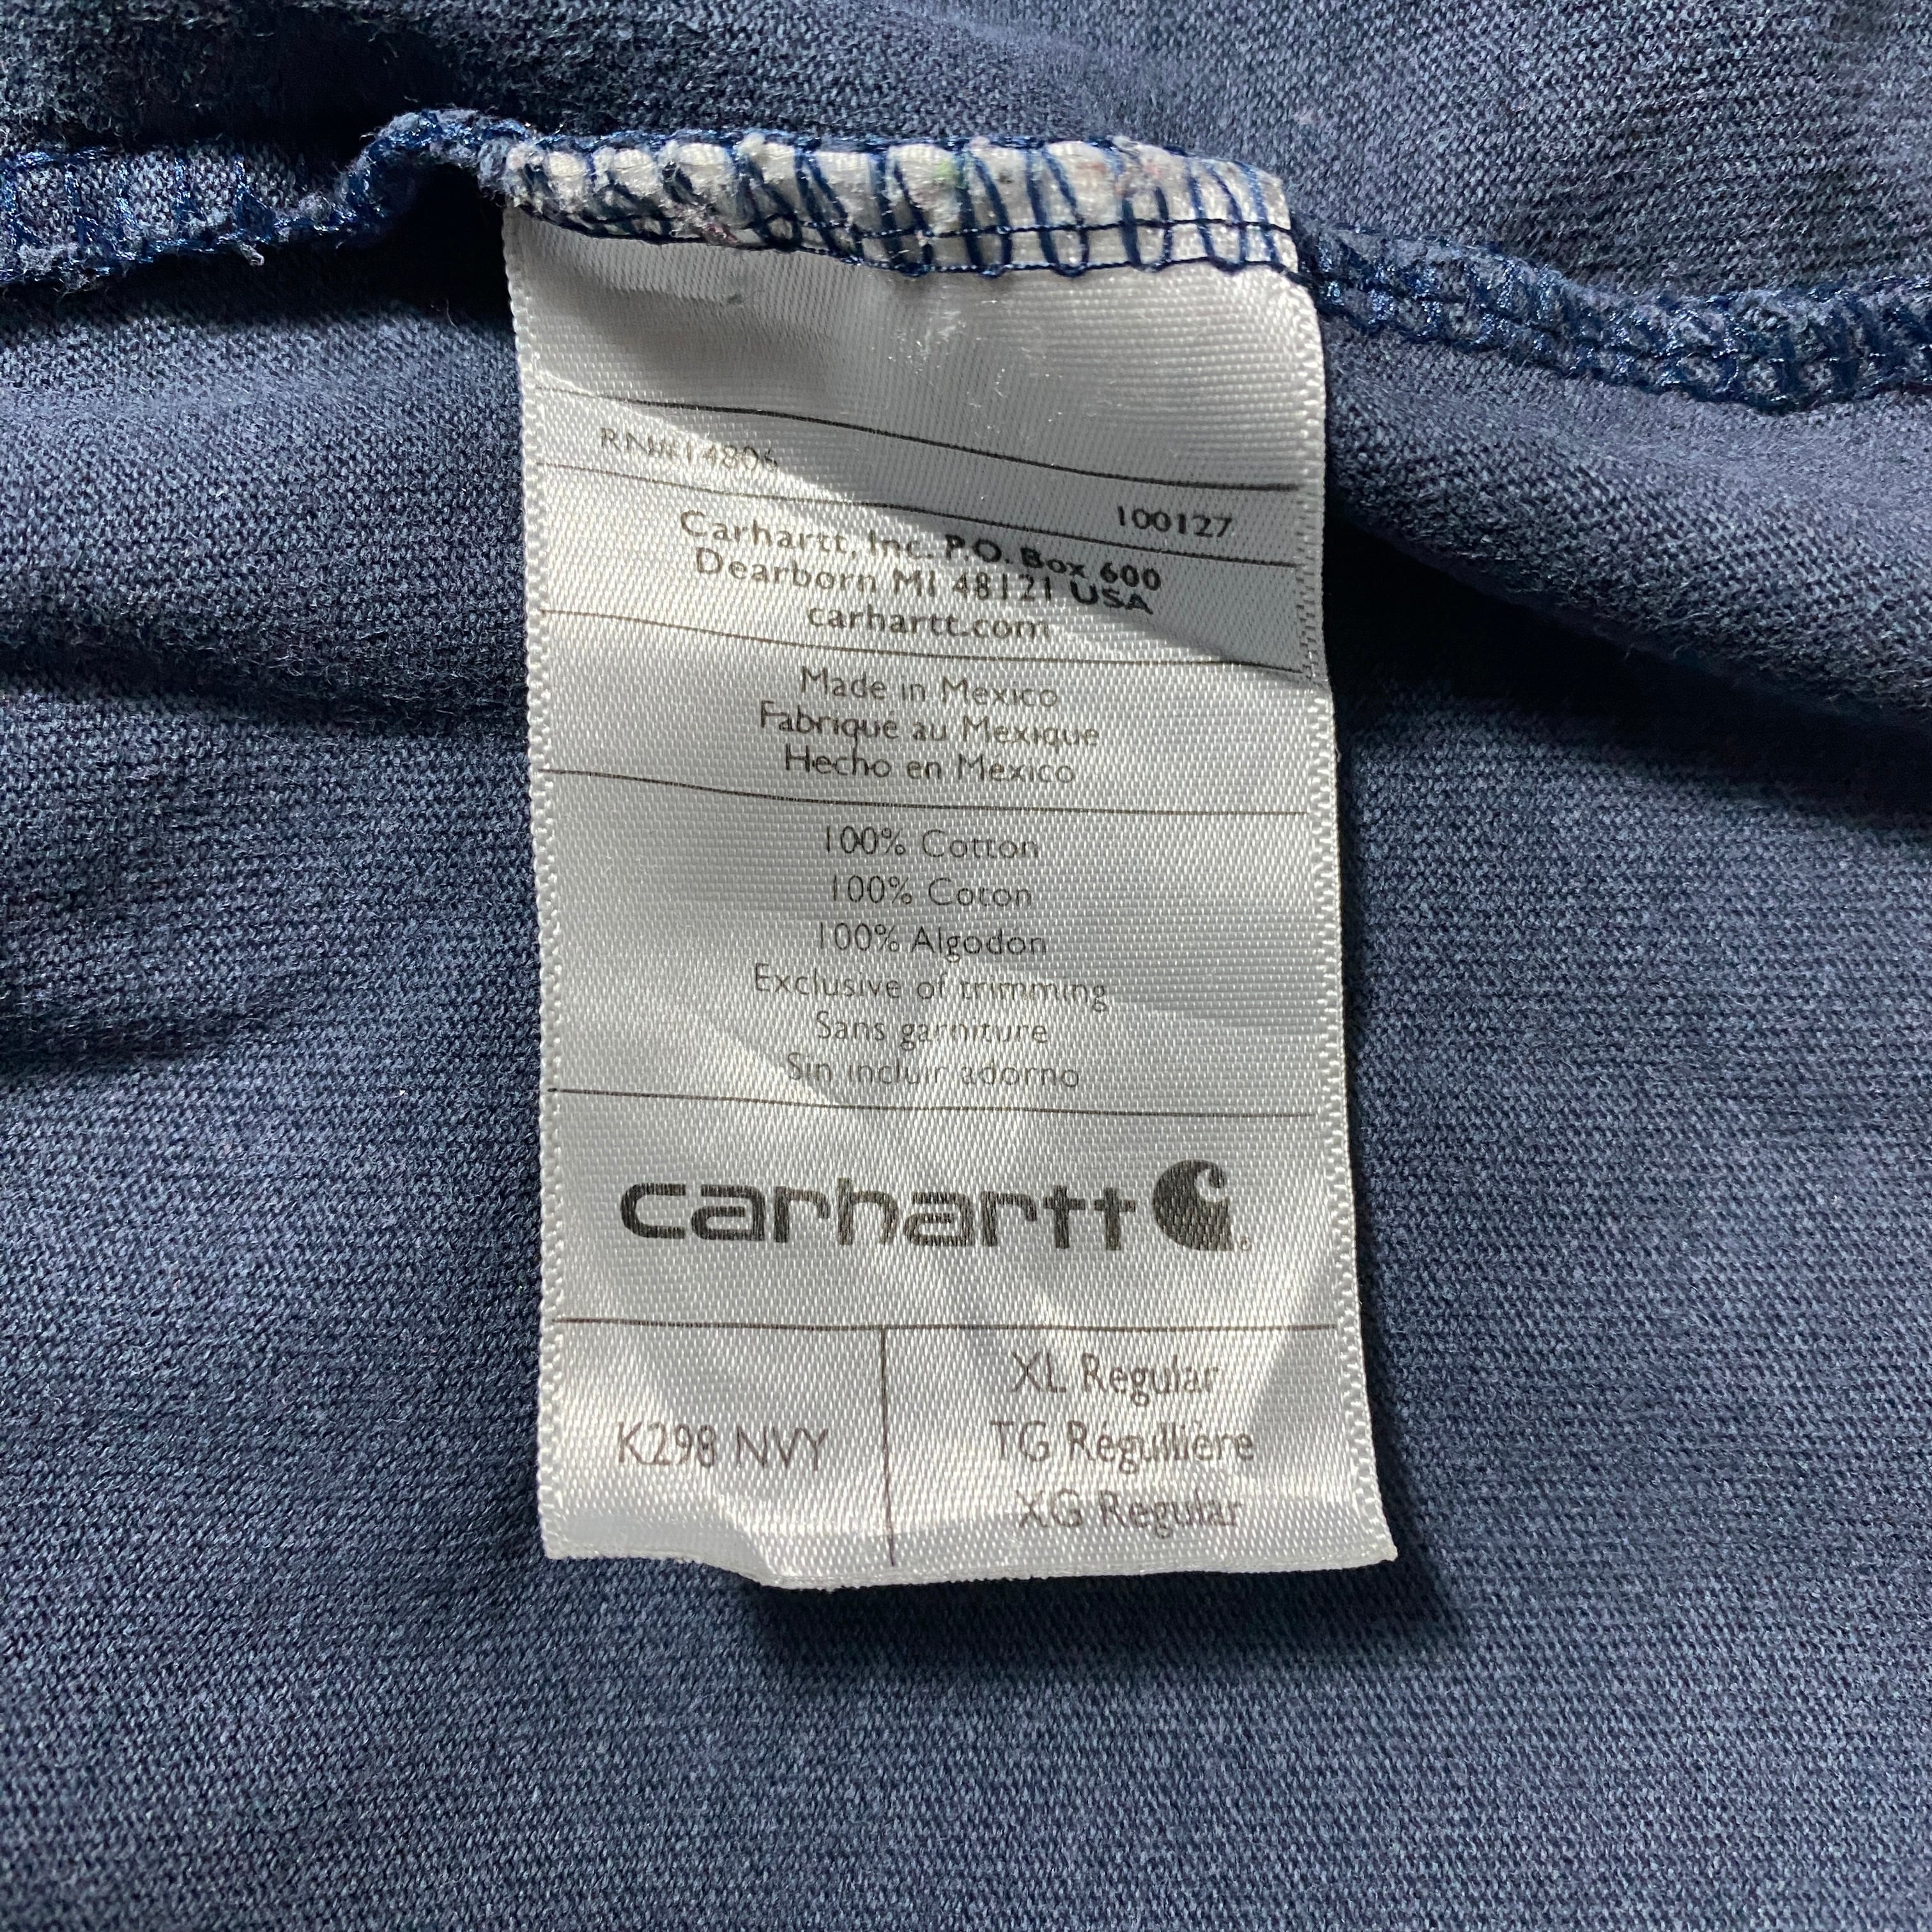 RN#14806
100127
Carhartt, Inc. P.O. Box 600
Dearborn MI 48121 USA
carhartt.com
Made in Mexico
Fabriqué au Mexique
Hecho en Mexico
100% Cotton
100% Coton
100% Algodon
Exclusive of trimming
Sans garniture
Sin incluir adorno
carhartt
K298 NVY
XL Regular
TG Régullière
XG Regular